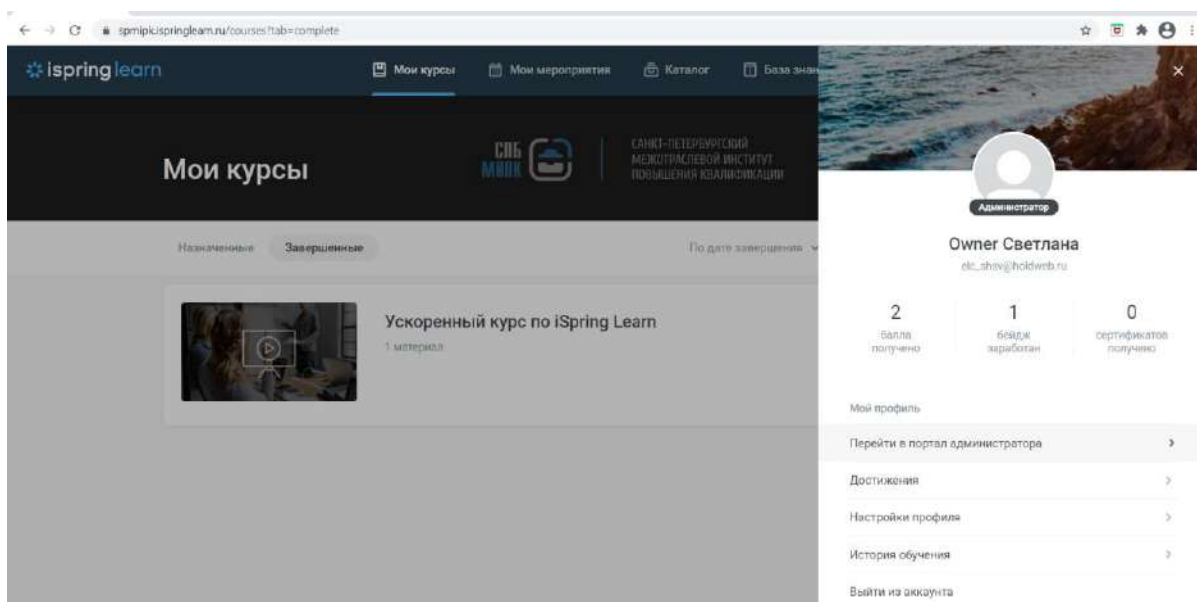 spmipk.ispringlearn.ru/courses?tab=complete
ispring learn
Мои курсы
Мои мероприятия
Каталог
База знан
Мои курсы
СПБ
МИПК
САНКТ-ПЕТЕРБУРГСКИЙ
МЕЖОТРАСЛЕВОЙ ИНСТИТУТ
ПОВЫШЕНИЯ КВАЛИФИКАЦИИ
Назначенные
Завершенные
По дате завершения
Ускоренный курс по iSpring Learn
1 материал
Администратор
Owner Светлана
elc_shav@holdweb.ru
2
балла
получено
1
бейдж
заработан
0
сертификатов
получено
Мой профиль
Перейти в портал администратора
Достижения
Настройки профиля
История обучения
Выйти из аккаунта